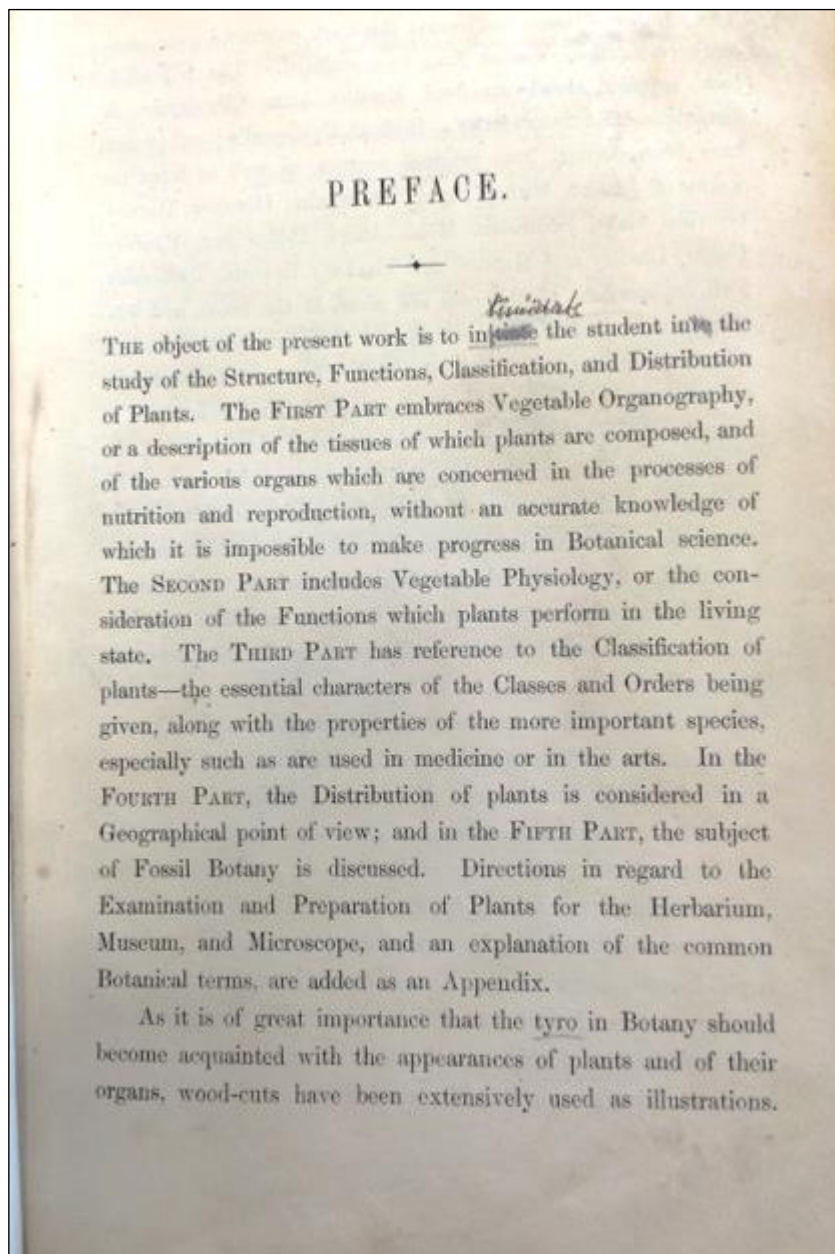 PREFACE.
timidate
THE object of the present work is to initiate the student into the
study of the Structure, Functions, Classification, and Distribution
of Plants. The FIRST PART embraces Vegetable Organography,
or a description of the tissues of which plants are composed, and
of the various organs which are concerned in the processes of
nutrition and reproduction, without an accurate knowledge of
which it is impossible to make progress in Botanical science.
The SECOND PART includes Vegetable Physiology, or the con-
sideration of the Functions which plants perform in the living
state. The THIRD PART has reference to the Classification of
plants—the essential characters of the Classes and Orders being
given, along with the properties of the more important species,
especially such as are used in medicine or in the arts. In the
FOURTH PART, the Distribution of plants is considered in a
Geographical point of view; and in the FIFTH PART, the subject
of Fossil Botany is discussed. Directions in regard to the
Examination and Preparation of Plants for the Herbarium,
Museum, and Microscope, and an explanation of the common
Botanical terms, are added as an Appendix.
As it is of great importance that the tyro in Botany should
become acquainted with the appearances of plants and of their
organs, wood-cuts have been extensively used as illustrations.